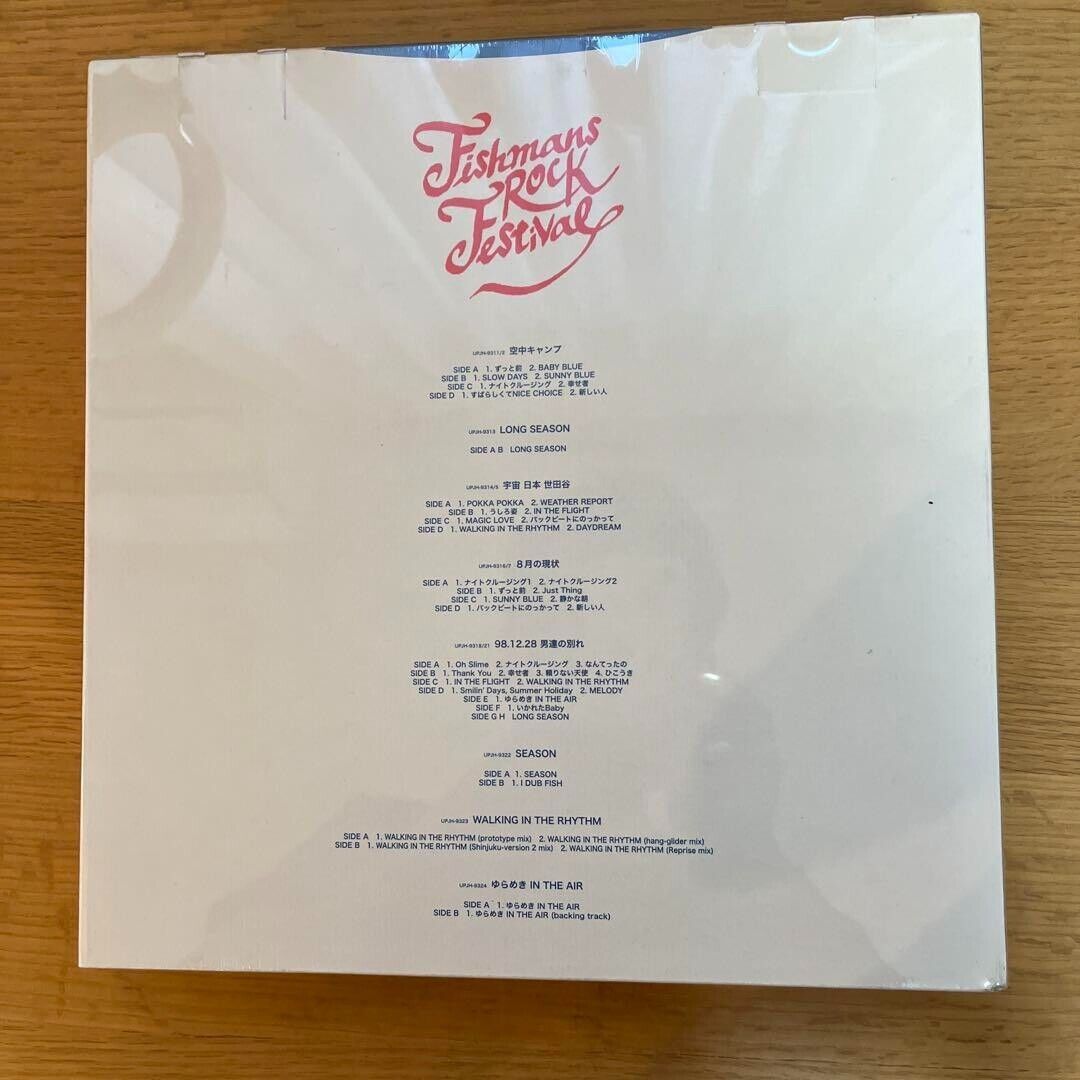 Fishmans
ROCK
Festival
UPJH-9311/2 空中キャンプ
SIDE A 1. ずっと前 2. BABY BLUE
SIDE B 1. SLOW DAYS 2. SUNNY BLUE
SIDE C 1. ナイトクルージング 2. 幸せ者
SIDE D 1. すばらしくてNICE CHOICE 2. 新しい人
UPJH-9313 LONG SEASON
SIDE A B LONG SEASON
UPJH-9314/5 宇宙 日本 世田谷
SIDE A 1. POKKA POKKA 2. WEATHER REPORT
SIDE B 1. うしろ姿 2. IN THE FLIGHT
SIDE C 1. MAGIC LOVE 2. バックビートにのっかって
SIDE D 1. WALKING IN THE RHYTHM 2. DAYDREAM
UPJH-9316/7 8月の現状
SIDE A 1. ナイトクルージング1 2. ナイトクルージング2
SIDE B 1. ずっと前 2. Just Thing
SIDE C 1. SUNNY BLUE 2. 静かな朝
SIDE D 1. バックビートにのっかって 2. 新しい人
UPJH-9318/21 98.12.28 男達の別れ
SIDE A 1. Oh Slime 2. ナイトクルージング 3. なんてったの
SIDE B 1. Thank You 2. 幸せ者 3. 頼りない天使 4. ひこうき
SIDE C 1. IN THE FLIGHT 2. WALKING IN THE RHYTHM
SIDE D 1. Smilin' Days, Summer Holiday 2. MELODY
SIDE E 1. ゆらめき IN THE AIR
SIDE F 1. いかれたBaby
SIDE G H LONG SEASON
UPJH-9322 SEASON
SIDE A 1. SEASON
SIDE B 1. I DUB FISH
UPJH-9323 WALKING IN THE RHYTHM
SIDE A 1. WALKING IN THE RHYTHM (prototype mix) 2. WALKING IN THE RHYTHM (hang-glider mix)
SIDE B 1. WALKING IN THE RHYTHM (Shinjuku-version 2 mix) 2. WALKING IN THE RHYTHM (Reprise mix)
UPJH-9324 ゆらめき IN THE AIR
SIDE A 1. ゆらめき IN THE AIR
SIDE B 1. ゆらめき IN THE AIR (backing track)